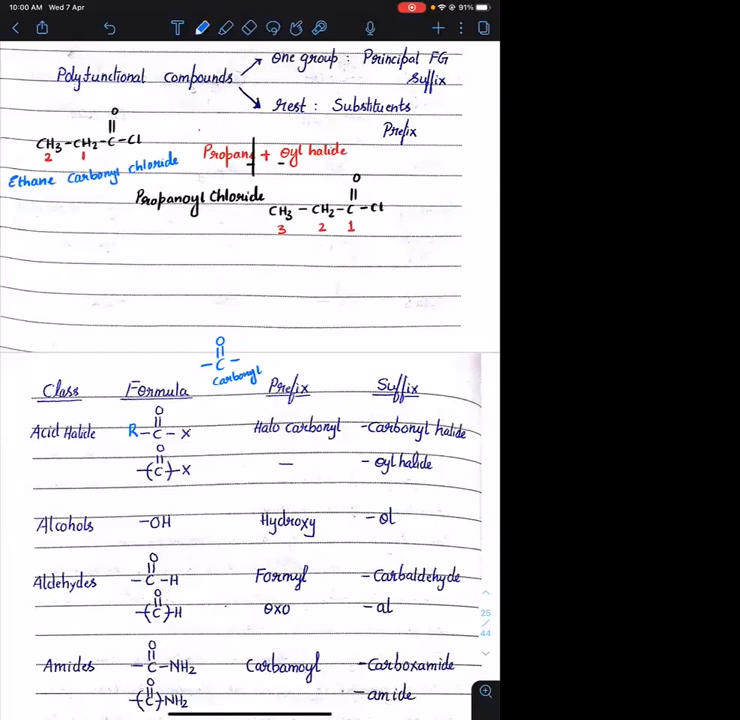 10:00 AM Wed 7 Apr
91%
Polyfunctional Compounds
One group : Principal FG
Suffix
rest : Substituents
Prefix
O
||
CH3-CH2-C-Cl
2 1
Ethane Carbonyl chloride
Propane + oyl halide
Propanoyl Chloride
O
||
CH3 - CH2 - C - Cl
3 2 1
O
||
-C-
Carbonyl
Class Formula Prefix Suffix
O
||
Acid Halide R-C-X Halo carbonyl -Carbonyl halide
O
||
-(C)-X — - oyl halide
Alcohols -OH Hydroxy - ol
O
||
Aldehydes -C-H Formyl -Carbaldehyde
O
||
-(C)-H oxo -al
O
||
Amides -C-NH2 Carbamoyl -Carboxamide
O
||
-(C)-NH2 -amide
25
/
44